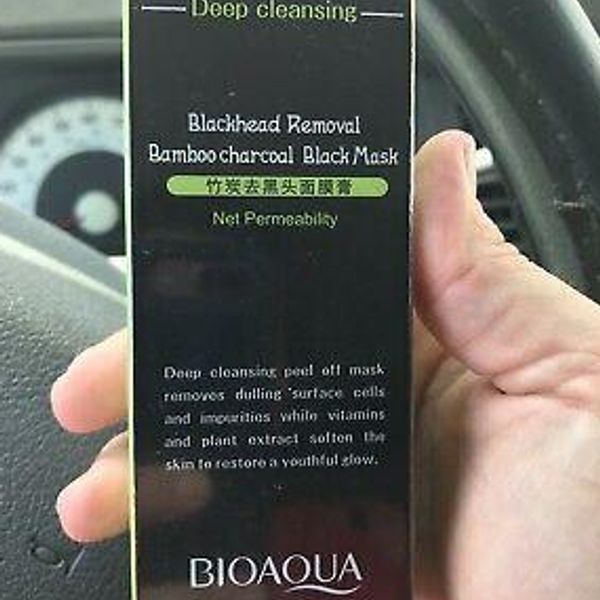 Deep cleansing
Blackhead Removal
Bamboo charcoal Black Mask
竹炭去黑头面膜膏
Net Permeability
Deep cleansing peel off mask
removes dulling surface cells
and impurities while vitamins
and plant extract soften the
skin to restore a youthful glow.
BIOAQUA